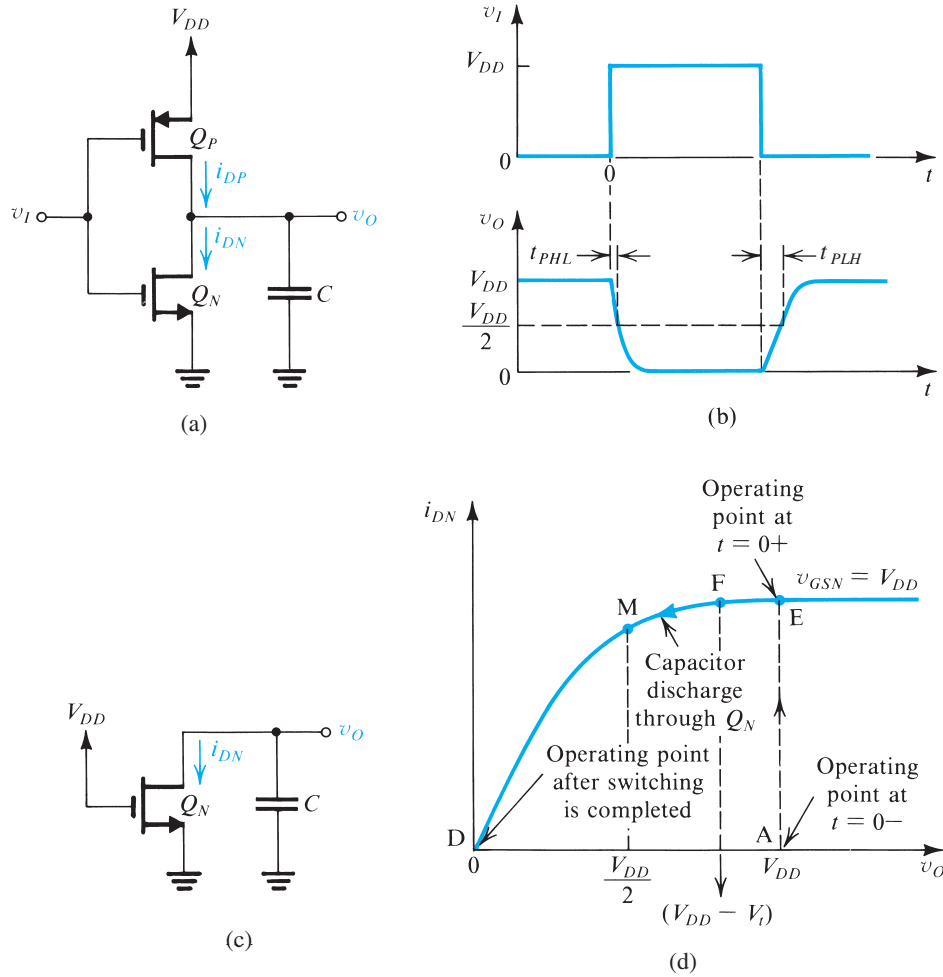 V_DD
Q_P
i_DP
v_I
v_O
i_DN
Q_N
C
(a)
v_I
V_DD
0
0
t
v_O
t_PHL
t_PLH
V_DD
V_DD
2
0
t
(b)
V_DD
v_O
i_DN
Q_N
C
(c)
i_DN
Operating
point at
t = 0+
v_GSN = V_DD
F
M
E
Capacitor
discharge
through Q_N
Operating point
after switching
is completed
Operating
point at
t = 0−
D
A
0
V_DD
2
V_DD
v_O
(V_DD − V_t)
(d)